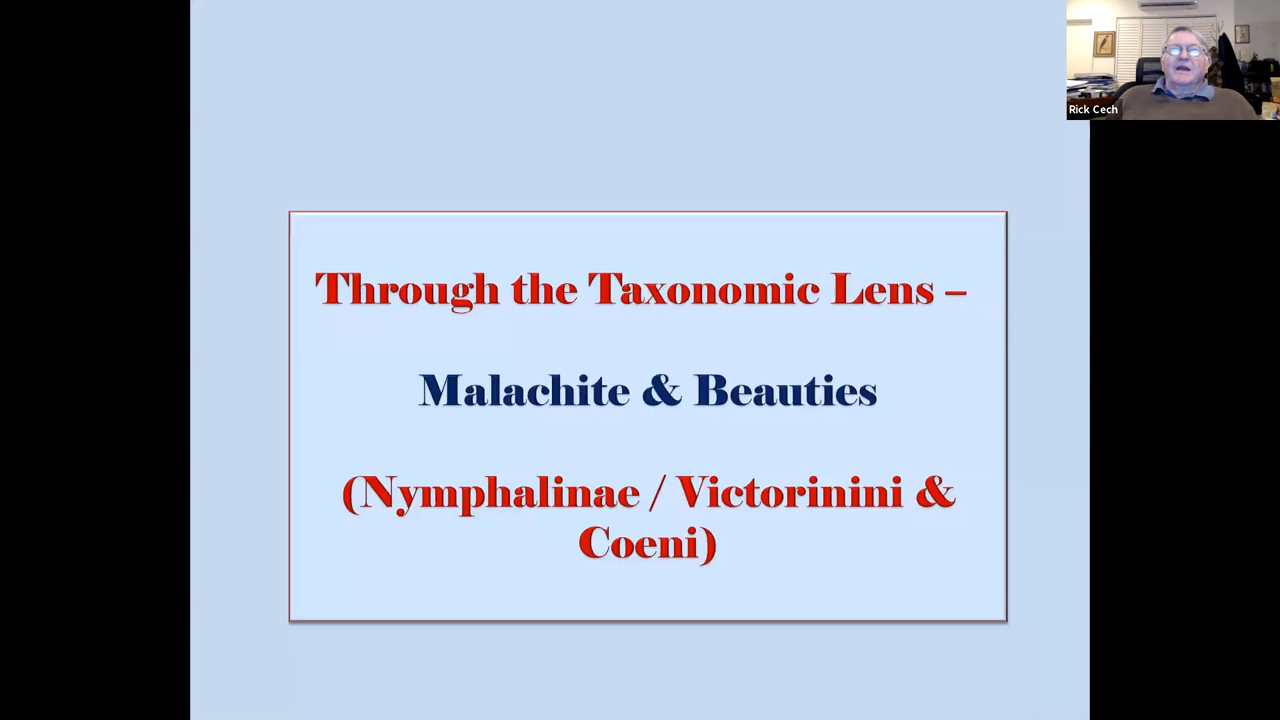 Rick Cech
Through the Taxonomic Lens –
Malachite & Beauties
(Nymphalinae / Victorinini &
Coeni)